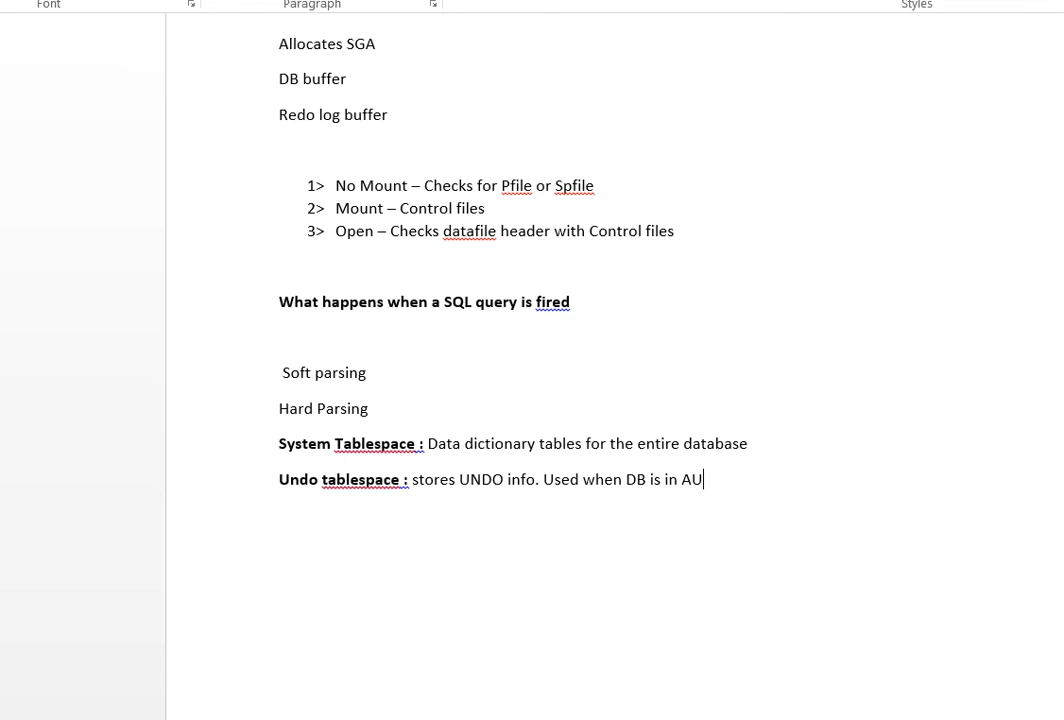 Font Paragraph Styles
Allocates SGA
DB buffer
Redo log buffer
1> No Mount – Checks for Pfile or Spfile
2> Mount – Control files
3> Open – Checks datafile header with Control files
What happens when a SQL query is fired
Soft parsing
Hard Parsing
System Tablespace : Data dictionary tables for the entire database
Undo tablespace : stores UNDO info. Used when DB is in AU